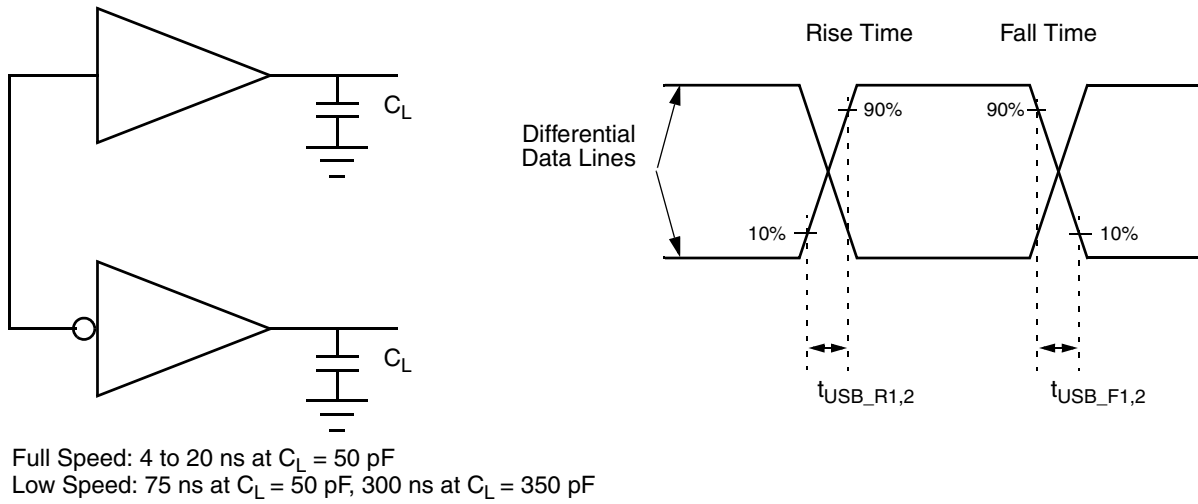 C_L
C_L
Rise Time
Fall Time
Differential
Data Lines
90%
90%
10%
10%
t_USB_R1,2
t_USB_F1,2
Full Speed: 4 to 20 ns at C_L = 50 pF
Low Speed: 75 ns at C_L = 50 pF, 300 ns at C_L = 350 pF